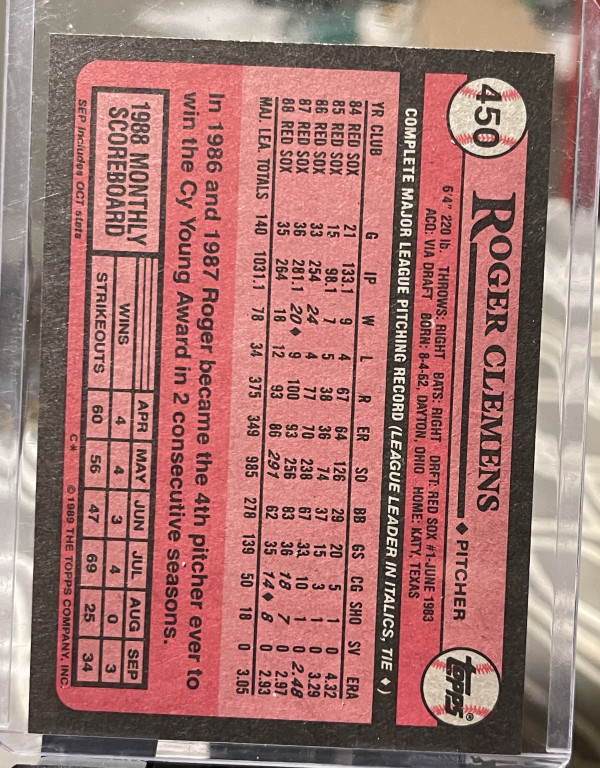 450
ROGER CLEMENS ◆ PITCHER
topps®
6'4" 220 lb. THROWS: RIGHT BATS: RIGHT DRFT: RED SOX #1-JUNE 1983
ACQ: VIA DRAFT BORN: 8-4-62, DAYTON, OHIO HOME: KATY, TEXAS
COMPLETE MAJOR LEAGUE PITCHING RECORD (LEAGUE LEADER IN ITALICS, TIE ◆)
YR CLUB G IP W L R ER SO BB GS CG SHO SV ERA
84 RED SOX 21 133.1 9 4 67 64 126 29 20 5 1 0 4.32
85 RED SOX 15 98.1 7 5 38 36 74 37 15 3 1 0 3.29
86 RED SOX 33 254 24 4 77 70 238 67 33 10 1 0 2.48
87 RED SOX 36 281.1 20◆ 9 100 93 256 83 36 18 7 0 2.97
88 RED SOX 35 264 18 12 93 86 291 62 35 14◆ 8 0 2.93
MAJ. LEA. TOTALS 140 1031.1 78 34 375 349 985 278 139 50 18 0 3.05
In 1986 and 1987 Roger became the 4th pitcher ever to
win the Cy Young Award in 2 consecutive seasons.
1988 MONTHLY
SCOREBOARD
APR MAY JUN JUL AUG SEP
WINS 4 4 3 4 0 3
STRIKEOUTS 60 56 47 69 25 34
SEP includes OCT stats
C* © 1989 THE TOPPS COMPANY, INC.